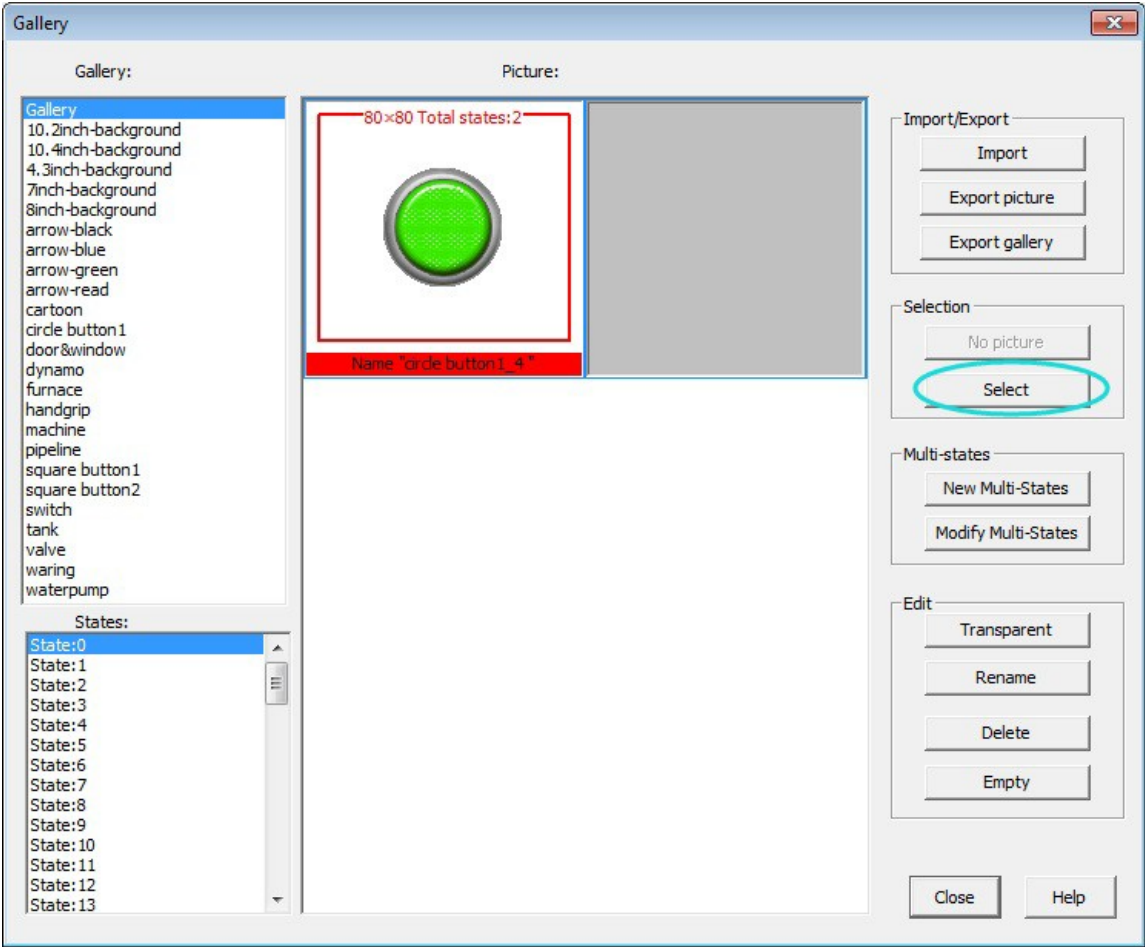 Gallery
Gallery:
Gallery
10.2inch-background
10.4inch-background
4.3inch-background
7inch-background
8inch-background
arrow-black
arrow-blue
arrow-green
arrow-read
cartoon
circle button1
door&window
dynamo
furnace
handgrip
machine
pipeline
square button1
square button2
switch
tank
valve
waring
waterpump
States:
State:0
State:1
State:2
State:3
State:4
State:5
State:6
State:7
State:8
State:9
State:10
State:11
State:12
State:13
Picture:
80×80 Total states:2
Name "circle button1_4 "
Import/Export
Import
Export picture
Export gallery
Selection
No picture
Select
Multi-states
New Multi-States
Modify Multi-States
Edit
Transparent
Rename
Delete
Empty
Close
Help